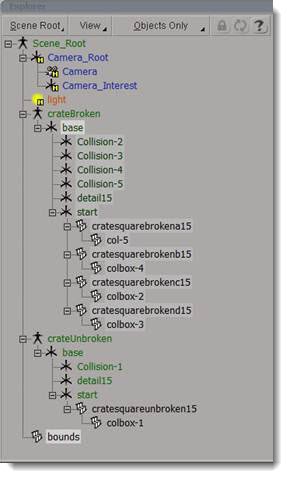 Explorer
Scene Root
View
Objects Only
Scene_Root
Camera_Root
Camera
Camera_Interest
light
crateBroken
base
Collision-2
Collision-3
Collision-4
Collision-5
detail15
start
cratesquarebrokena15
col-5
cratesquarebrokenb15
colbox-4
cratesquarebrokenc15
colbox-2
cratesquarebrokend15
colbox-3
crateUnbroken
base
Collision-1
detail15
start
cratesquareunbroken15
colbox-1
bounds